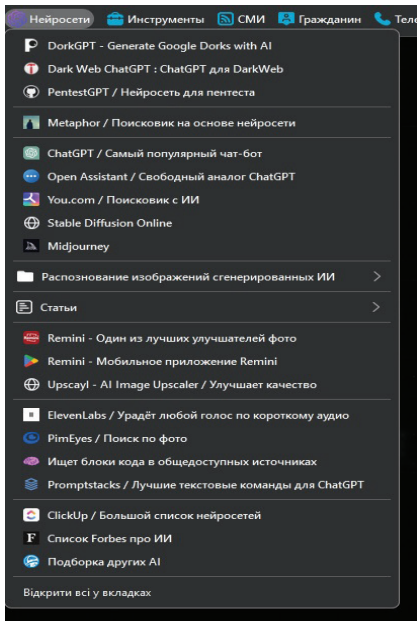 Нейросети Инструменты СМИ Гражданин Теле
DorkGPT - Generate Google Dorks with AI
Dark Web ChatGPT : ChatGPT для DarkWeb
PentestGPT / Нейросеть для пентеста
Metaphor / Поисковик на основе нейросети
ChatGPT / Самый популярный чат-бот
Open Assistant / Свободный аналог ChatGPT
You.com / Поисковик с ИИ
Stable Diffusion Online
Midjourney
Распознование изображений сгенерированных ИИ
Статьи
Remini - Один из лучших улучшателей фото
Remini - Мобильное приложение Remini
Upscayl - AI Image Upscaler / Улучшает качество
ElevenLabs / Урадёт любой голос по короткому аудио
PimEyes / Поиск по фото
Ищет блоки кода в общедоступных источниках
Promptstacks / Лучшие текстовые команды для ChatGPT
ClickUp / Большой список нейросетей
Список Forbes про ИИ
Подборка других AI
Відкрити всі у вкладках